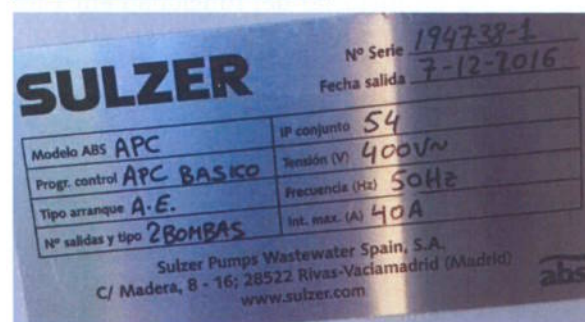 SULZER
Nº Serie 194738-1
Fecha salida 7-12-2016
Modelo ABS APC
IP conjunto 54
Progr. control APC BASICO
Tensión (V) 400V~
Tipo arranque A.E.
Frecuencia (Hz) 50Hz
Nº salidas y tipo 2 BOMBAS
Int. max. (A) 40A
Sulzer Pumps Wastewater Spain, S.A.
C/ Madera, 8 - 16; 28522 Rivas-Vaciamadrid (Madrid)
www.sulzer.com
abs